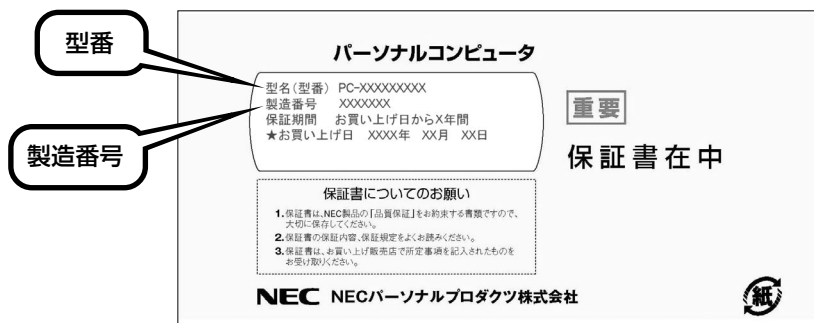 型番
製造番号
パーソナルコンピュータ
型名(型番) PC-XXXXXXXXX
製造番号 XXXXXXX
保証期間 お買い上げ日からX年間
★お買い上げ日 XXXX年 XX月 XX日
重要
保証書在中
保証書についてのお願い
1.保証書は、NEC製品の「品質保証」をお約束する書類ですので、
大切に保存してください。
2.保証書の保証内容、保証規定をよくお読みください。
3.保証書は、お買い上げ販売店で所定事項を記入されたものを
お受け取りください。
NEC NECパーソナルプロダクツ株式会社
紙